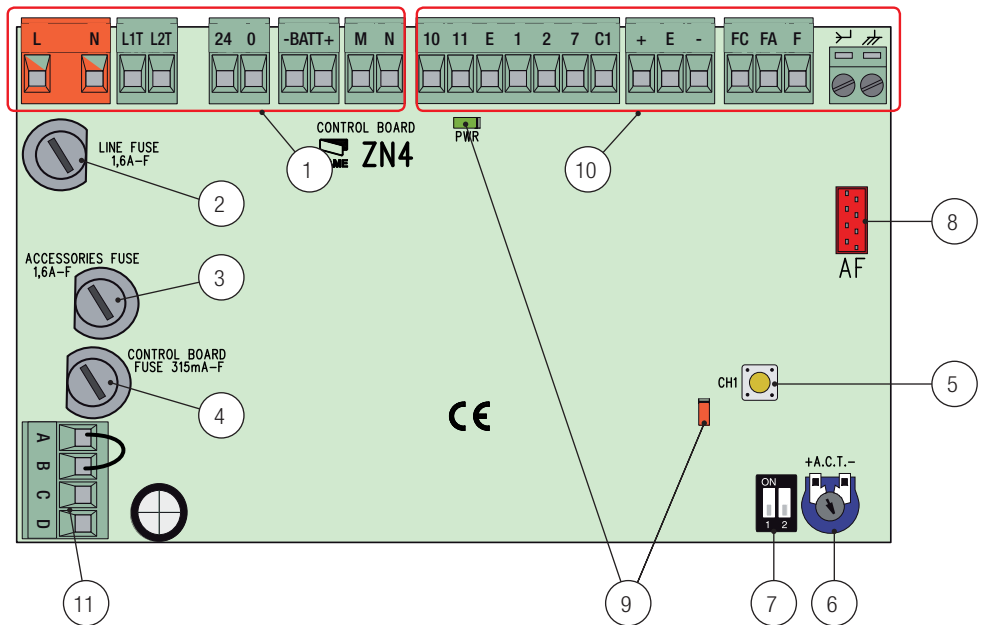 L N L1T L2T 24 0 -BATT+ M N 10 11 E 1 2 7 C1 + E - FC FA F
CONTROL BOARD
ZN4
PWR
1
10
LINE FUSE
1,6A-F
2
8
AF
ACCESSORIES FUSE
1,6A-F
3
CONTROL BOARD
FUSE 315mA-F
4
CH1
5
CE
A
B
C
D
+A.C.T.-
ON
1 2
11
9
7
6